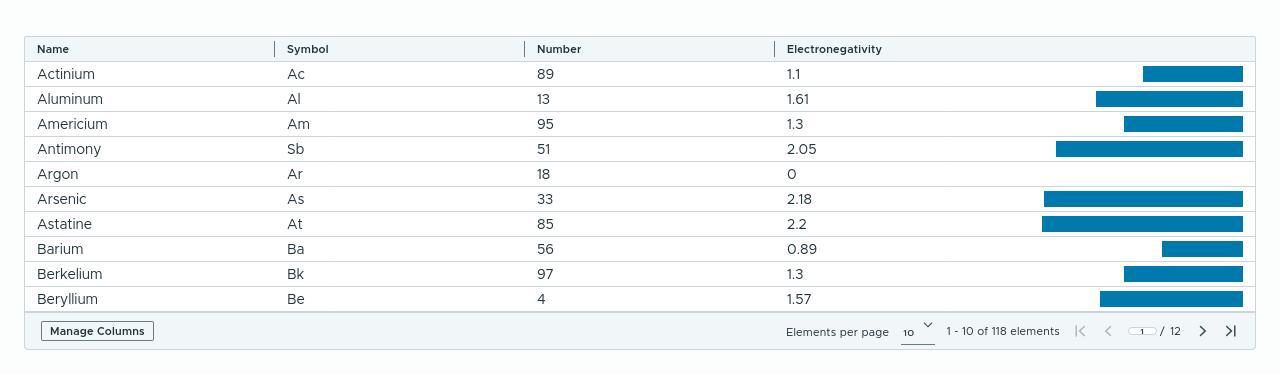 Name Symbol Number Electronegativity
Actinium Ac 89 1.1
Aluminum Al 13 1.61
Americium Am 95 1.3
Antimony Sb 51 2.05
Argon Ar 18 0
Arsenic As 33 2.18
Astatine At 85 2.2
Barium Ba 56 0.89
Berkelium Bk 97 1.3
Beryllium Be 4 1.57
Manage Columns Elements per page 10 1 - 10 of 118 elements 1 / 12